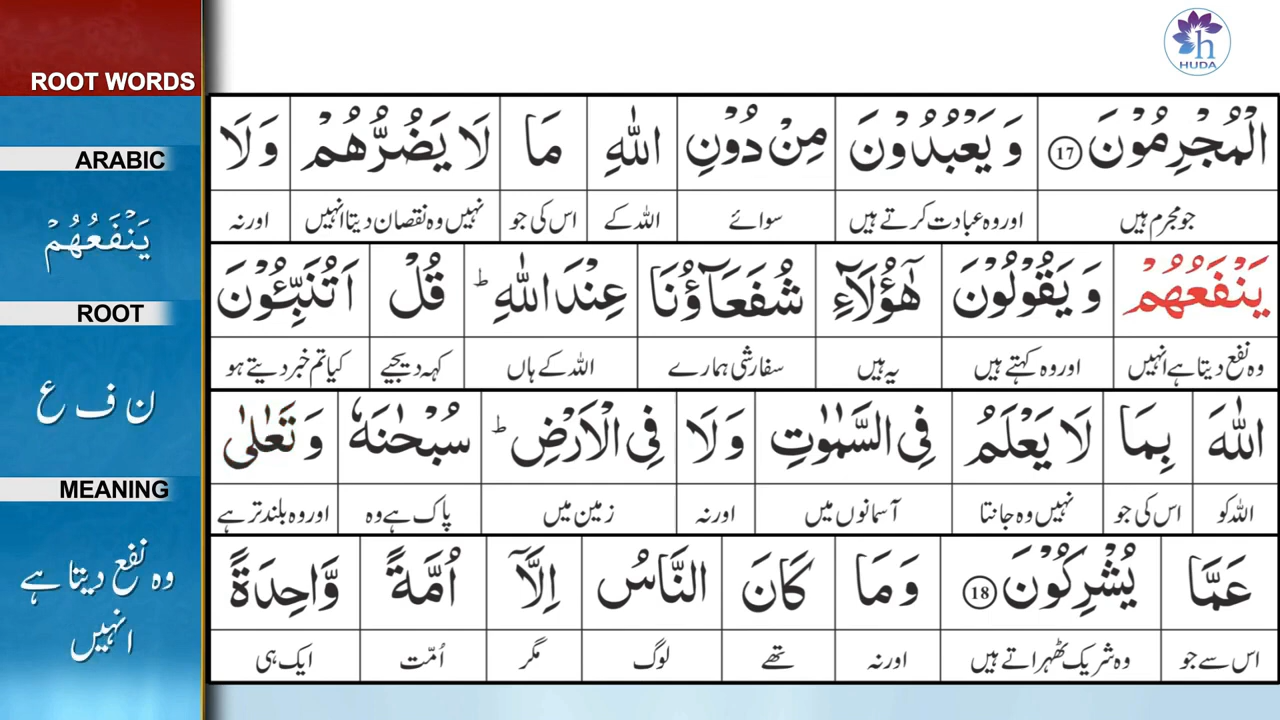 HUDA
ROOT WORDS
ARABIC
یَنْفَعُهُمْ
ROOT
ن ف ع
MEANING
وہ نفع دیتا ہے
انہیں
الْمُجْرِمُوْنَ 17 وَ یَعْبُدُوْنَ مِنْ دُوْنِ اللّٰهِ مَا لَا یَضُرُّهُمْ وَلَا
جو مجرم ہیں اور وہ عبادت کرتے ہیں سوائے اللہ کے اس کی جو نہیں وہ نقصان دیتا انہیں اور نہ
یَنْفَعُهُمْ وَ یَقُوْلُوْنَ هٰۤؤُلَآءِ شُفَعَآؤُنَا عِنْدَ اللّٰهِ ؕ قُلْ اَتُنَبِّـُٔوْنَ
وہ نفع دیتا ہے انہیں اور وہ کہتے ہیں یہ ہیں سفارشی ہمارے اللہ کے ہاں کہہ دیجیے کیا تم خبر دیتے ہو
اللّٰهَ بِمَا لَا یَعْلَمُ فِی السَّمٰوٰتِ وَلَا فِی الْاَرْضِ ؕ سُبْحٰنَهٗ وَ تَعٰلٰی
اللہ کو اس کی جو نہیں وہ جانتا آسمانوں میں اور نہ زمین میں پاک ہے وہ اور وہ بلند تر ہے
عَمَّا یُشْرِكُوْنَ 18 وَمَا كَانَ النَّاسُ اِلَّاۤ اُمَّةً وَّاحِدَةً
اس سے جو وہ شریک ٹھہراتے ہیں اور نہ تھے لوگ مگر اُمّت ایک ہی